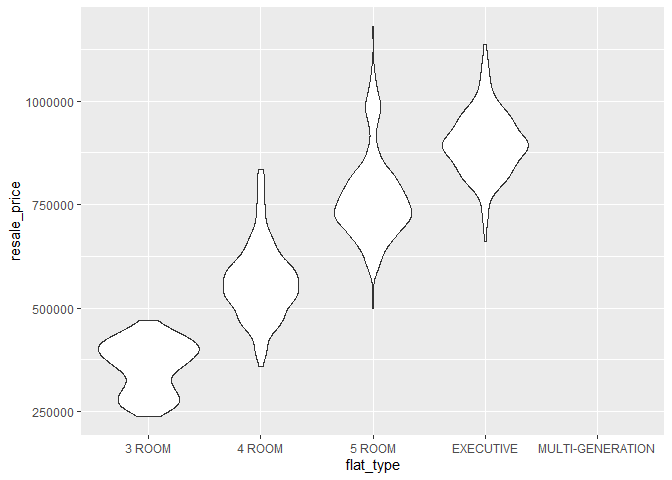 resale_price
1000000
750000
500000
250000
3 ROOM
4 ROOM
5 ROOM
EXECUTIVE
MULTI-GENERATION
flat_type